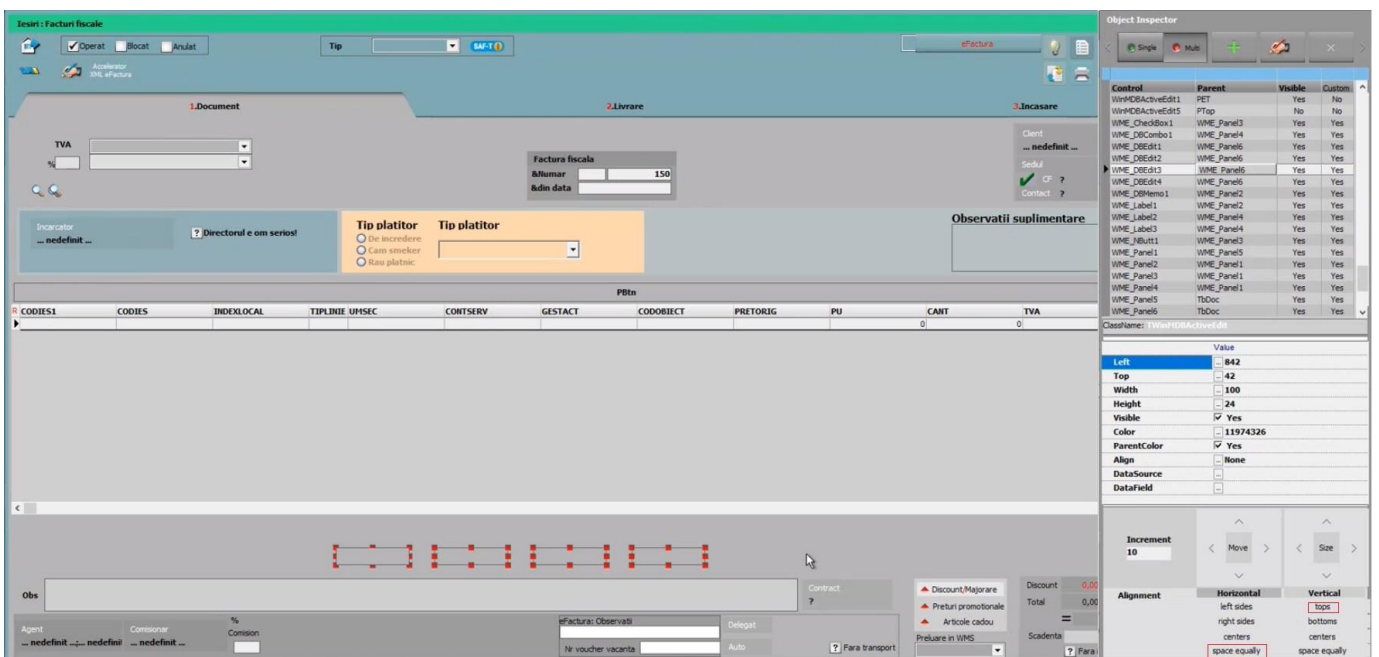 Iesiri : Facturi fiscale
Operat Blocat Anulat
Tip
SAF-T
eFactura
Accelerator
XML eFactura
1.Document
2.Livrare
3.Incasare
TVA
%
Factura fiscala
&Numar 150
&din data
Client
... nedefinit ...
Sediul
CF ?
Contact ?
Incarcator
... nedefinit ...
? Directorul e om serios!
Tip platitor
De incredere
Cam smeker
Rau platnic
Tip platitor
Observatii suplimentare
PBtn
R CODIES1 CODIES INDEXLOCAL TIPLINIE UMSEC CONTSERV GESTACT CODOBIECT PRETORIG PU CANT TVA
0 0
Obs
Contract
?
Discount/Majorare
Preturi promotionale
Articole cadou
Preluare in WMS
Discount 0,00
Total 0,00
=
Scadenta
? Fara
Agent
... nedefinit ...;... nedefinit
Comisionar
... nedefinit ...
%
Comision
eFactura: Observatii
Nr voucher vacanta
Delegat
Auto
? Fara transport
Object Inspector
Single Multi
Control Parent Visible Custom
WinMDBActiveEdit1 PET Yes No
WinMDBActiveEdit5 PTop No No
WME_CheckBox1 WME_Panel3 Yes Yes
WME_DBCombo1 WME_Panel4 Yes Yes
WME_DBEdit1 WME_Panel6 Yes Yes
WME_DBEdit2 WME_Panel6 Yes Yes
WME_DBEdit3 WME_Panel6 Yes Yes
WME_DBEdit4 WME_Panel6 Yes Yes
WME_DBMemo1 WME_Panel2 Yes Yes
WME_Label1 WME_Panel2 Yes Yes
WME_Label2 WME_Panel4 Yes Yes
WME_Label3 WME_Panel4 Yes Yes
WME_NButt1 WME_Panel3 Yes Yes
WME_Panel1 WME_Panel5 Yes Yes
WME_Panel2 WME_Panel1 Yes Yes
WME_Panel3 WME_Panel1 Yes Yes
WME_Panel4 WME_Panel1 Yes Yes
WME_Panel5 TbDoc Yes Yes
WME_Panel6 TbDoc Yes Yes
ClassName: TWinMDBActiveEdit
Value
Left ... 842
Top ... 42
Width ... 100
Height ... 24
Visible Yes
Color ... 11974326
ParentColor Yes
Align ... None
DataSource ...
DataField ...
Increment
10
Move
Size
Alignment
Horizontal Vertical
left sides tops
right sides bottoms
centers centers
space equally space equally